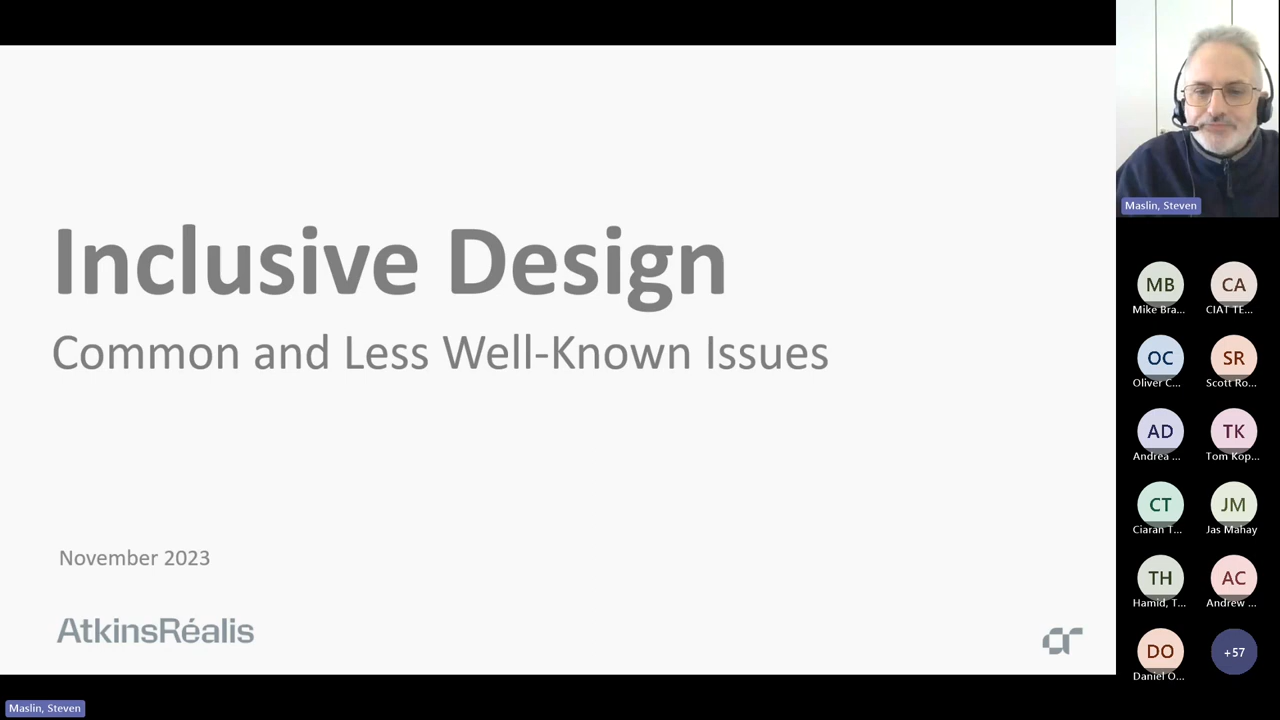 Inclusive Design
Common and Less Well-Known Issues
November 2023
AtkinsRéalis
Maslin, Steven
MB
Mike Bra...
CA
CIAT TE...
OC
Oliver C...
SR
Scott Ro...
AD
Andrea ...
TK
Tom Kop...
CT
Ciaran T...
JM
Jas Mahay
TH
Hamid, T...
AC
Andrew ...
DO
Daniel O...
+57
Maslin, Steven